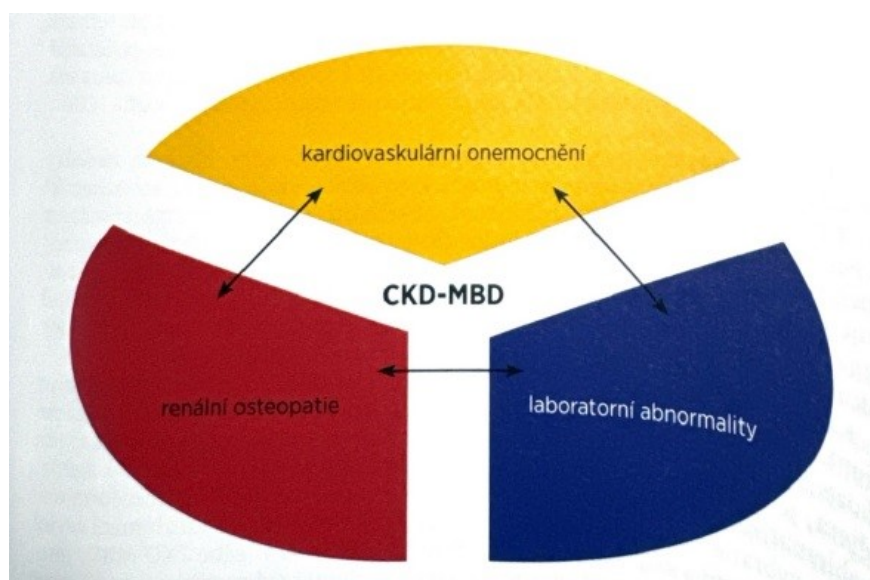 kardiovaskulární onemocnění
CKD-MBD
renální osteopatie
laboratorní abnormality